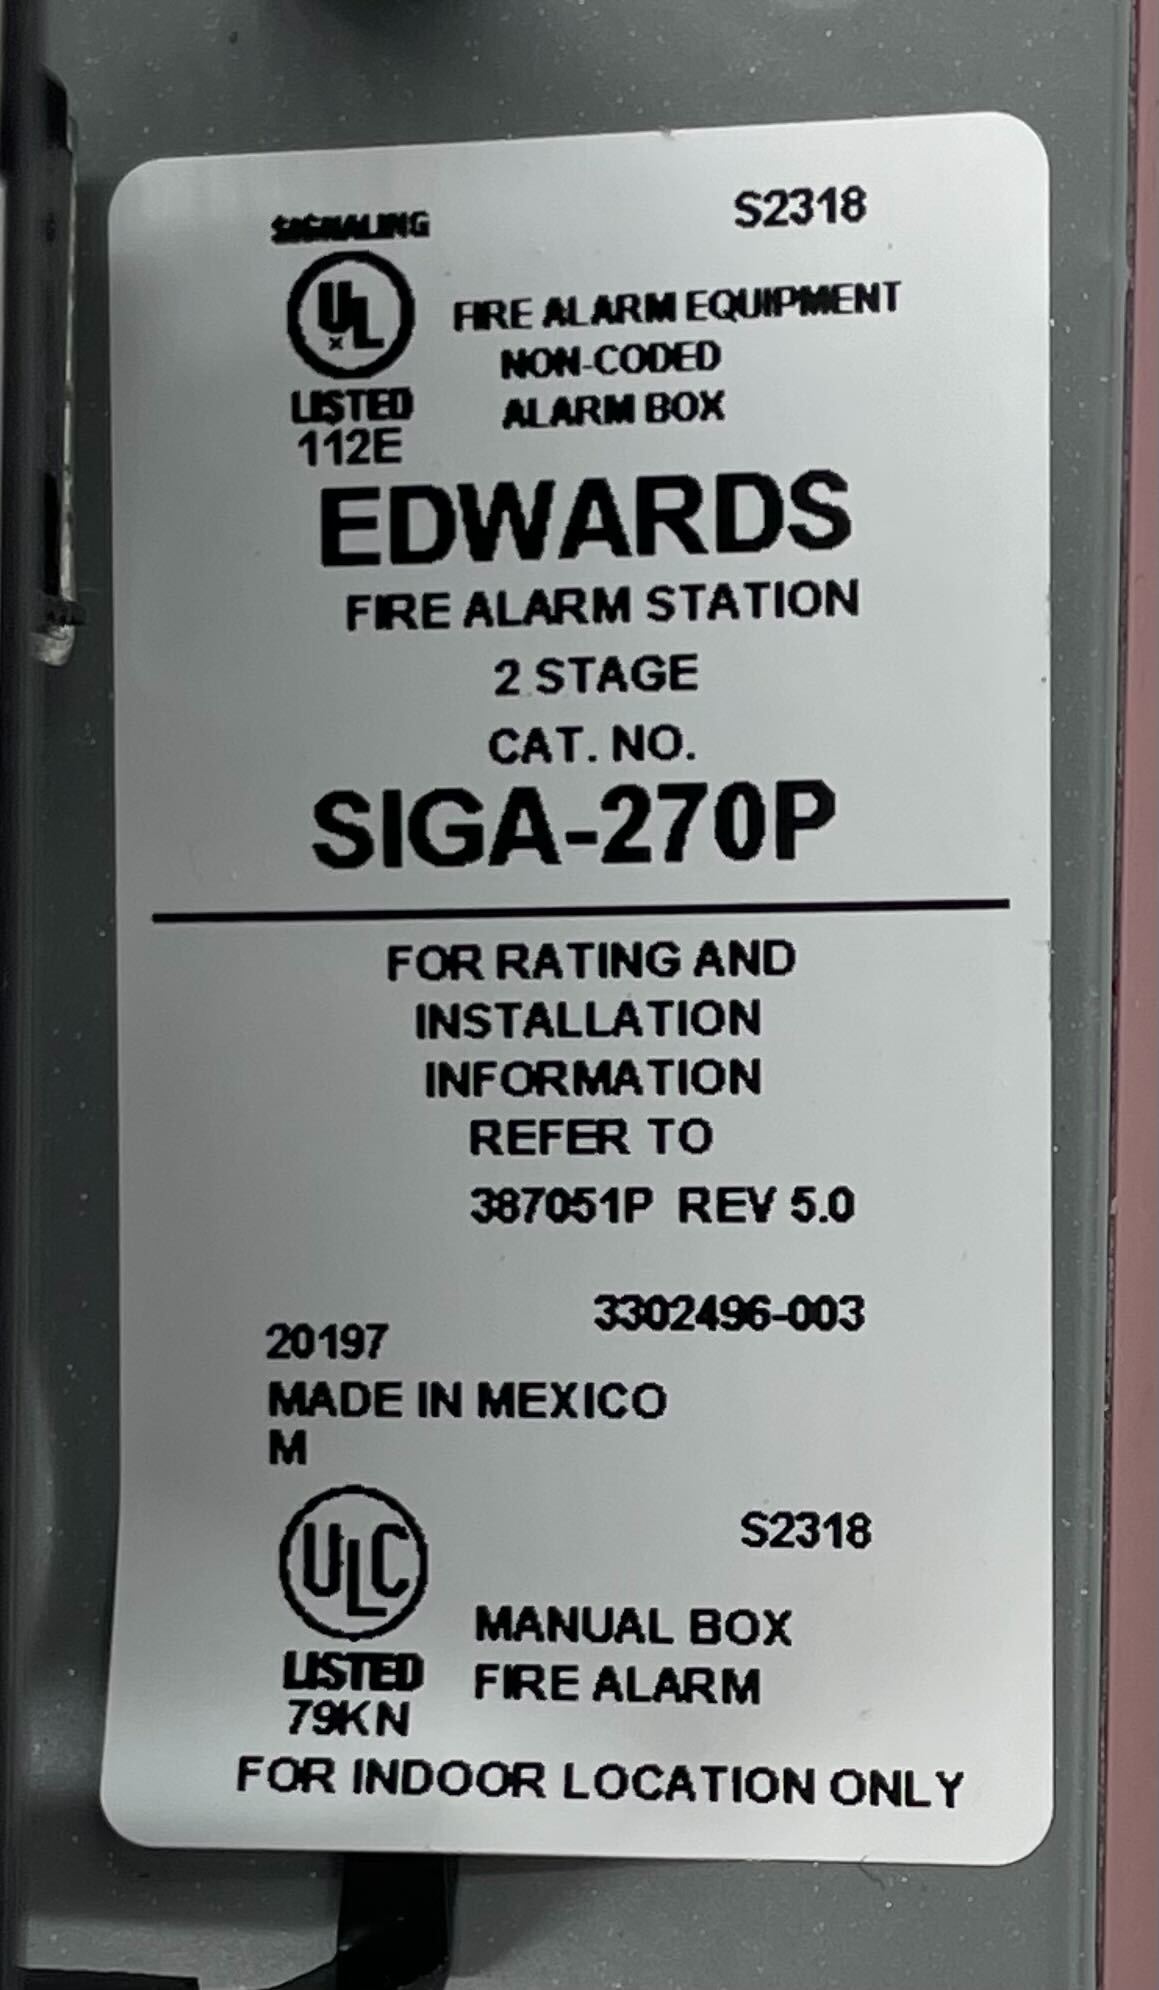 SIGNALING
S2318
UL
x
FIRE ALARM EQUIPMENT
NON-CODED
LISTED
ALARM BOX
112E
EDWARDS
FIRE ALARM STATION
2 STAGE
CAT. NO.
SIGA-270P
FOR RATING AND
INSTALLATION
INFORMATION
REFER TO
387051P REV 5.0
3302496-003
20197
MADE IN MEXICO
M
ULC
S2318
MANUAL BOX
LISTED
FIRE ALARM
79KN
FOR INDOOR LOCATION ONLY